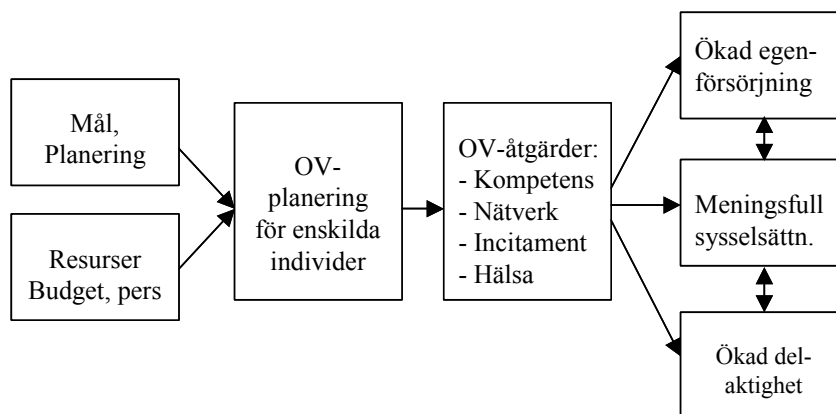 Mål,
Planering
Resurser
Budget, pers
OV-
planering
för enskilda
individer
OV-åtgärder:
- Kompetens
- Nätverk
- Incitament
- Hälsa
Ökad egen-
försörjning
Meningsfull
sysselsättn.
Ökad del-
aktighet